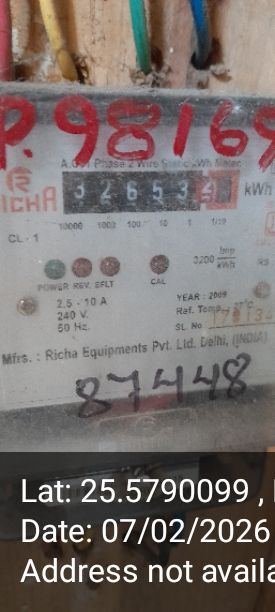 P.98169
A.C. 1 Phase 2 Wire Static kWh Meter
R
RICHA
32653 kWh
10000 1000 100 10 1 1/10
CL - 1
3200 Imp/kWh
POWER REV. EFLT CAL
2.5 - 10 A
240 V.
50 Hz.
YEAR : 2009
Ref. Temp. 27°C
SL No
Mfrs. : Richa Equipments Pvt. Ltd. Delhi, (INDIA)
87448
Lat: 25.5790099 ,
Date: 07/02/2026
Address not availa